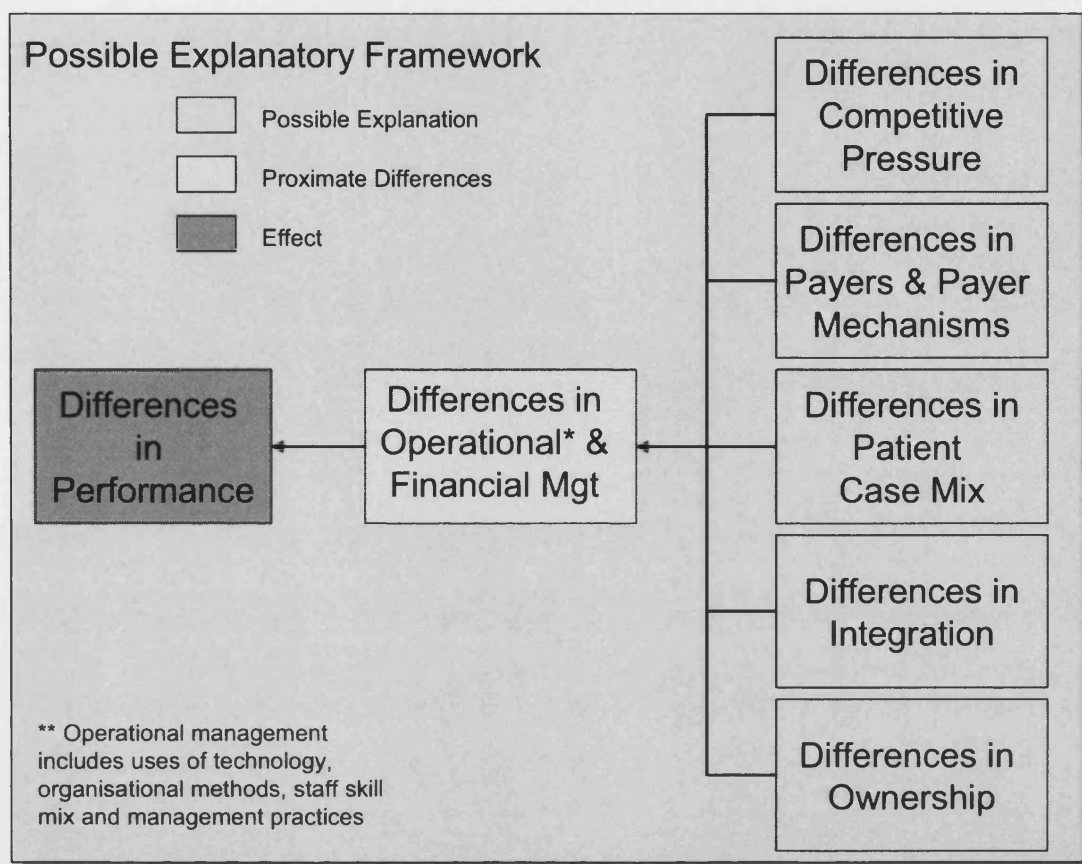 Possible Explanatory Framework
Possible Explanation
Proximate Differences
Effect
Differences in
Competitive
Pressure
Differences in
Payers & Payer
Mechanisms
Differences
in
Performance
Differences in
Operational* &
Financial Mgt
Differences in
Patient
Case Mix
Differences in
Integration
Differences in
Ownership
** Operational management
includes uses of technology,
organisational methods, staff skill
mix and management practices